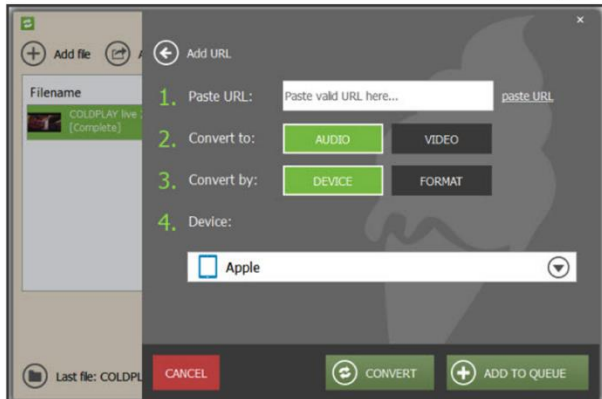 Add file
Add URL
Filename
COLDPLAY live
[Complete]
1. Paste URL: Paste valid URL here... paste URL
2. Convert to: AUDIO VIDEO
3. Convert by: DEVICE FORMAT
4. Device:
Apple
Last file: COLDPL
CANCEL CONVERT ADD TO QUEUE